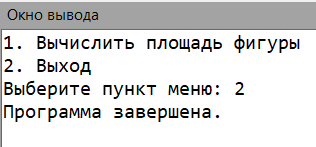 Окно вывода
1. Вычислить площадь фигуры
2. Выход
Выберите пункт меню: 2
Программа завершена.